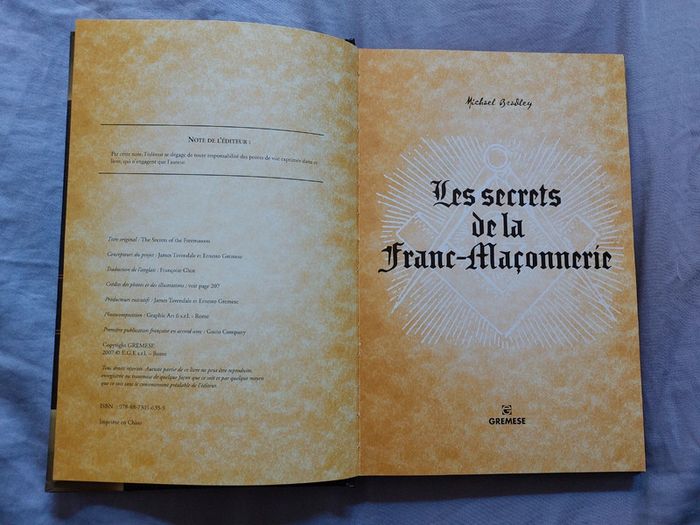 NOTE DE L'ÉDITEUR :
Par cette note, l'éditeur se dégage de toute responsabilité des points de vue exprimés dans ce
livre, qui n'engagent que l'auteur.
Titre original : The Secrets of the Freemasons
Concepteurs du projet : James Tavendale et Ernesto Gremese
Traduction de l'anglais : Françoise
Crédits des photos et des illustrations : voir page 207
Producteurs exécutifs : James Tavendale et Ernesto Gremese
Photocomposition : Graphic Art 6 s.r.l. – Rome
Première publication française en accord avec : Company
Copyright GREMESE
2007 © E.G.E. s.r.l. – Rome
Tous droits réservés. Aucune partie de ce livre ne peut être reproduite,
enregistrée ou transmise de quelque façon que ce soit et par quelque moyen
que ce soit sans le consentement préalable de l'éditeur.
ISBN : 978-88-7301-635-5
Imprimé en Chine
Michael Bradley
Les secrets
de la
Franc-Maçonnerie
GREMESE